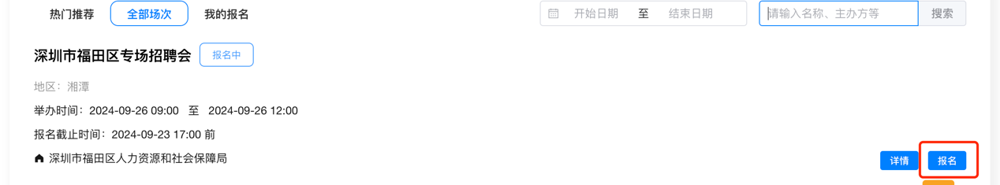 热门推荐 全部场次 我的报名 开始日期 至 结束日期 请输入名称、主办方等 搜索
深圳市福田区专场招聘会 报名中
地区：湘潭
举办时间：2024-09-26 09:00 至 2024-09-26 12:00
报名截止时间：2024-09-23 17:00 前
深圳市福田区人力资源和社会保障局 详情 报名